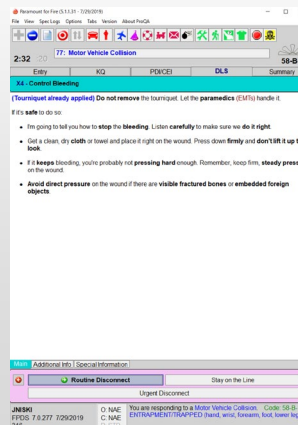 Paramount for Fire (5.1.1.31 - 7/29/2019)
File View Spec Logs Options Tabs Version About ProQA
2:32 :20 77: Motor Vehicle Collision
58-B
Entry KQ PDI/CEI DLS Summary
X4 - Control Bleeding
(Tourniquet already applied) Do not remove the tourniquet. Let the paramedics (EMTs) handle it.
If it's safe to do so:
• I'm going to tell you how to stop the bleeding. Listen carefully to make sure we do it right.
• Get a clean, dry cloth or towel and place it right on the wound. Press down firmly and don't lift it up t
look.
• If it keeps bleeding, you're probably not pressing hard enough. Remember, keep firm, steady press
on the wound.
• Avoid direct pressure on the wound if there are visible fractured bones or embedded foreign
objects.
Main Additional Info Special Information
Routine Disconnect Stay on the Line
Urgent Disconnect
JNISKI O: NAE You are responding to a Motor Vehicle Collision. Code: 58-B-
FPDS 7.0.277 7/29/2019 C: NAE ENTRAPMENT/TRAPPED (hand, wrist, forearm, foot, lower leg